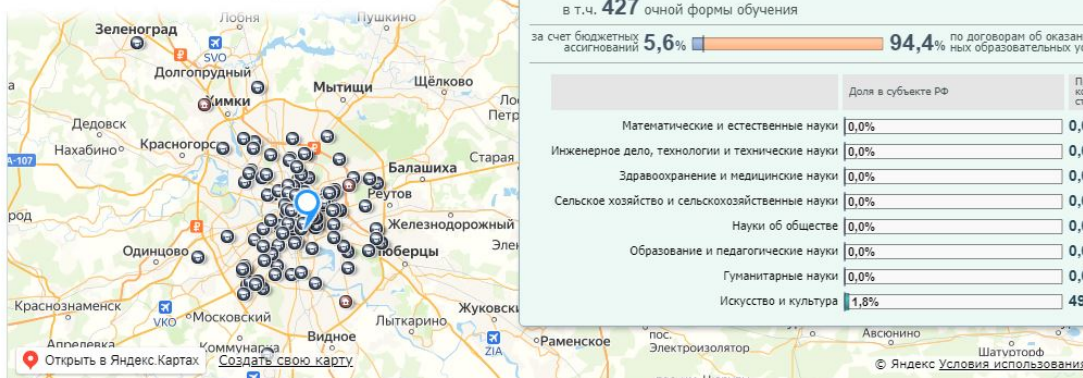 Лобня
Пушкино
Зеленоград
SVO
Долгопрудный
Мытищи
Щёлково
Химки
Дедовск
Нахабино
Красногорск
А-107
Балашиха
Старая
Реутов
Железнодорожный
Одинцово
Люберцы
Краснознаменск
VKO
Московский
Лыткарино
Видное
Апрелевка
Коммунарка
ZIA
Раменское
пос.
Электроизолятор
Авсюнино
Шатурторф
Открыть в Яндекс.Картах
Создать свою карту
© Яндекс Условия использования
в т.ч. 427 очной формы обучения
за счет бюджетных
ассигнований 5,6%
94,4%
по договорам об
образовательных
Доля в субъекте РФ
Математические и естественные науки 0,0%
Инженерное дело, технологии и технические науки 0,0%
Здравоохранение и медицинские науки 0,0%
Сельское хозяйство и сельскохозяйственные науки 0,0%
Науки об обществе 0,0%
Образование и педагогические науки 0,0%
Гуманитарные науки 0,0%
Искусство и культура 1,8%
49